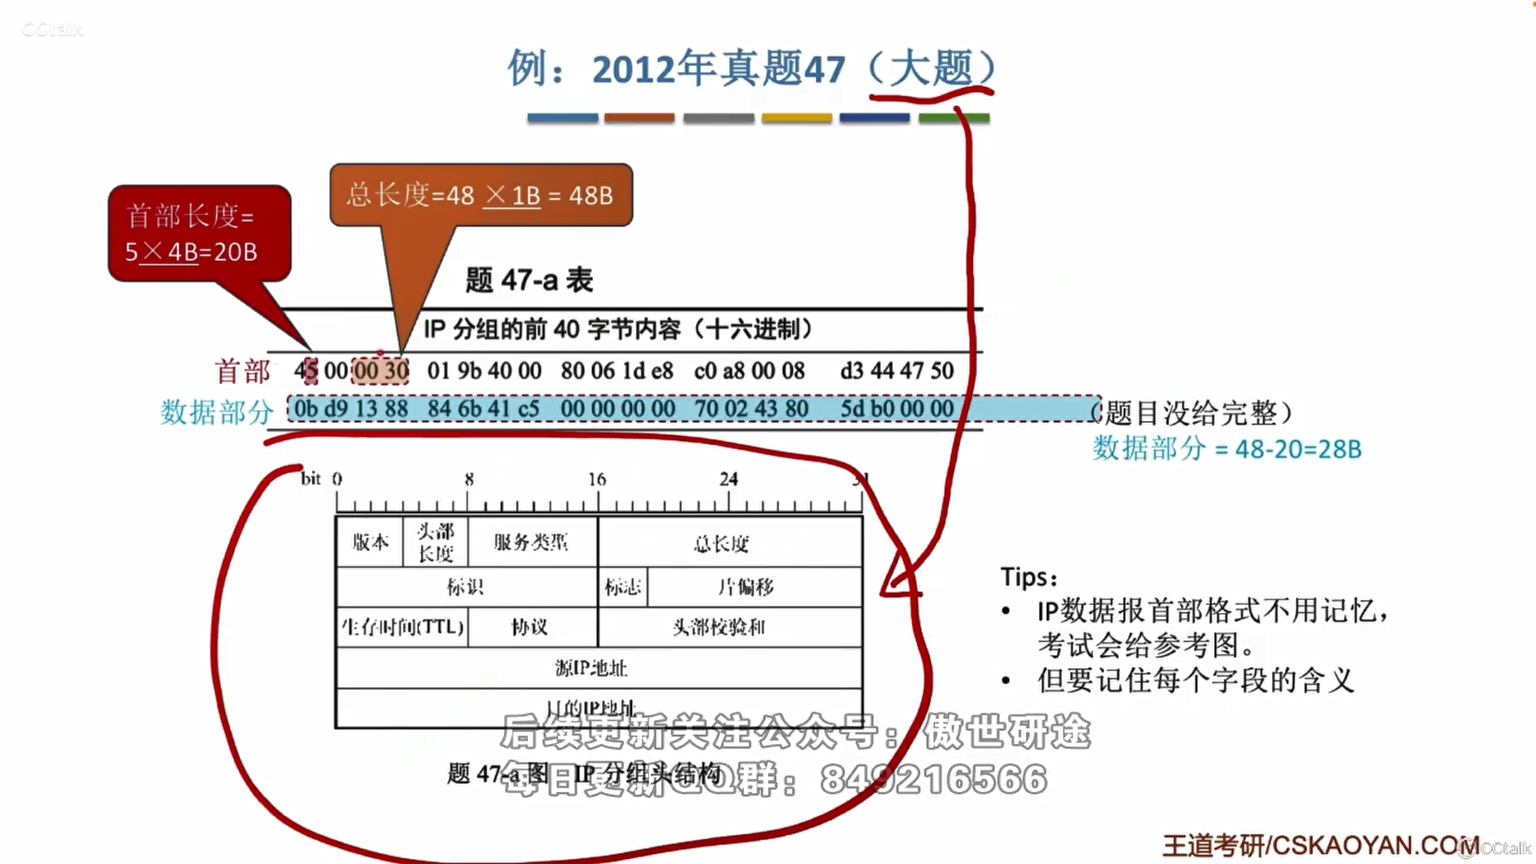 CCtalk
例：2012年真题47（大题）
总长度=48 ×1B = 48B
首部长度=
5×4B=20B
题 47-a 表
IP 分组的前 40 字节内容（十六进制）
首部 45 00 00 30 01 9b 40 00 80 06 1d e8 c0 a8 00 08 d3 44 47 50
数据部分 0b d9 13 88 84 6b 41 c5 00 00 00 00 70 02 43 80 5d b0 00 00 （题目没给完整）
数据部分 = 48-20=28B
bit 0 8 16 24 31
版本 头部长度 服务类型 总长度
标识 标志 片偏移
生存时间(TTL) 协议 头部校验和
源IP地址
目的IP地址
题 47-a 图 IP 分组头结构
Tips：
• IP数据报首部格式不用记忆，
考试会给参考图。
• 但要记住每个字段的含义
后续更新关注公众号：傲世研途
每日更新QQ群：849216566
王道考研/CSKAOYAN.COM
CCtalk